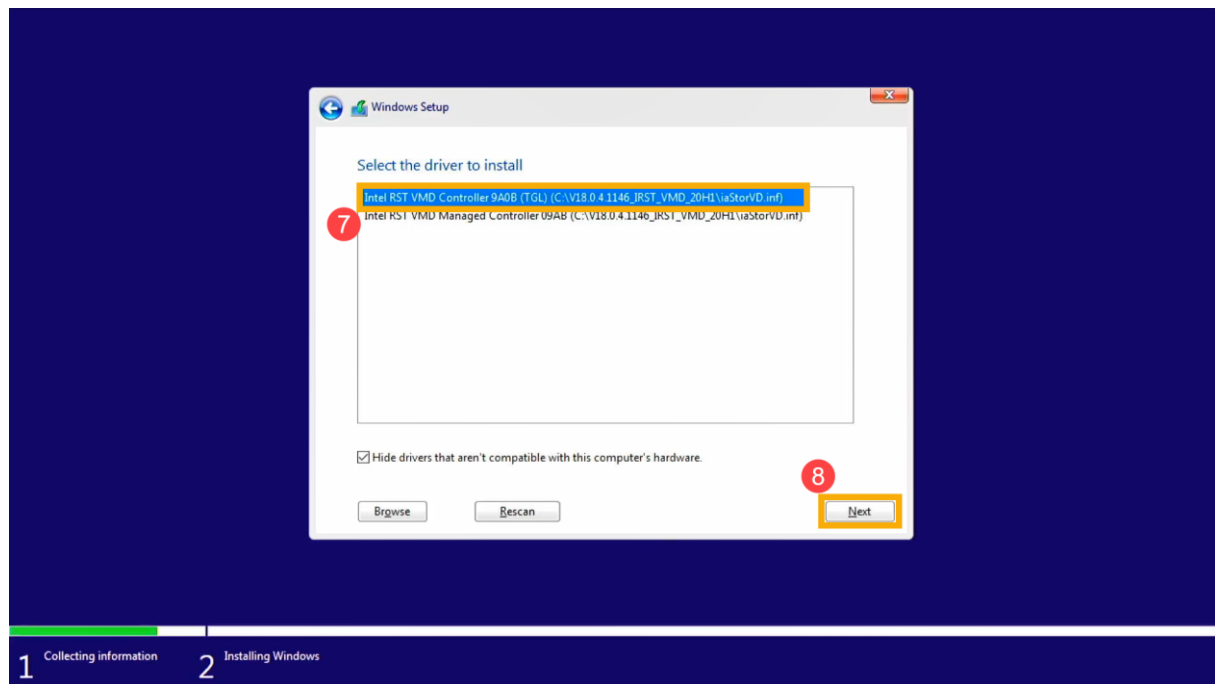 Windows Setup
Select the driver to install
Intel RST VMD Controller 9A0B (TGL) (C:\V18.0.4.1146_IRST_VMD_20H1\iaStorVD.inf)
7
Intel RST VMD Managed Controller 09AB (C:\V18.0.4.1146_IRST_VMD_20H1\iaStorVD.inf)
Hide drivers that aren't compatible with this computer's hardware.
8
Browse
Rescan
Next
1 Collecting information
2 Installing Windows